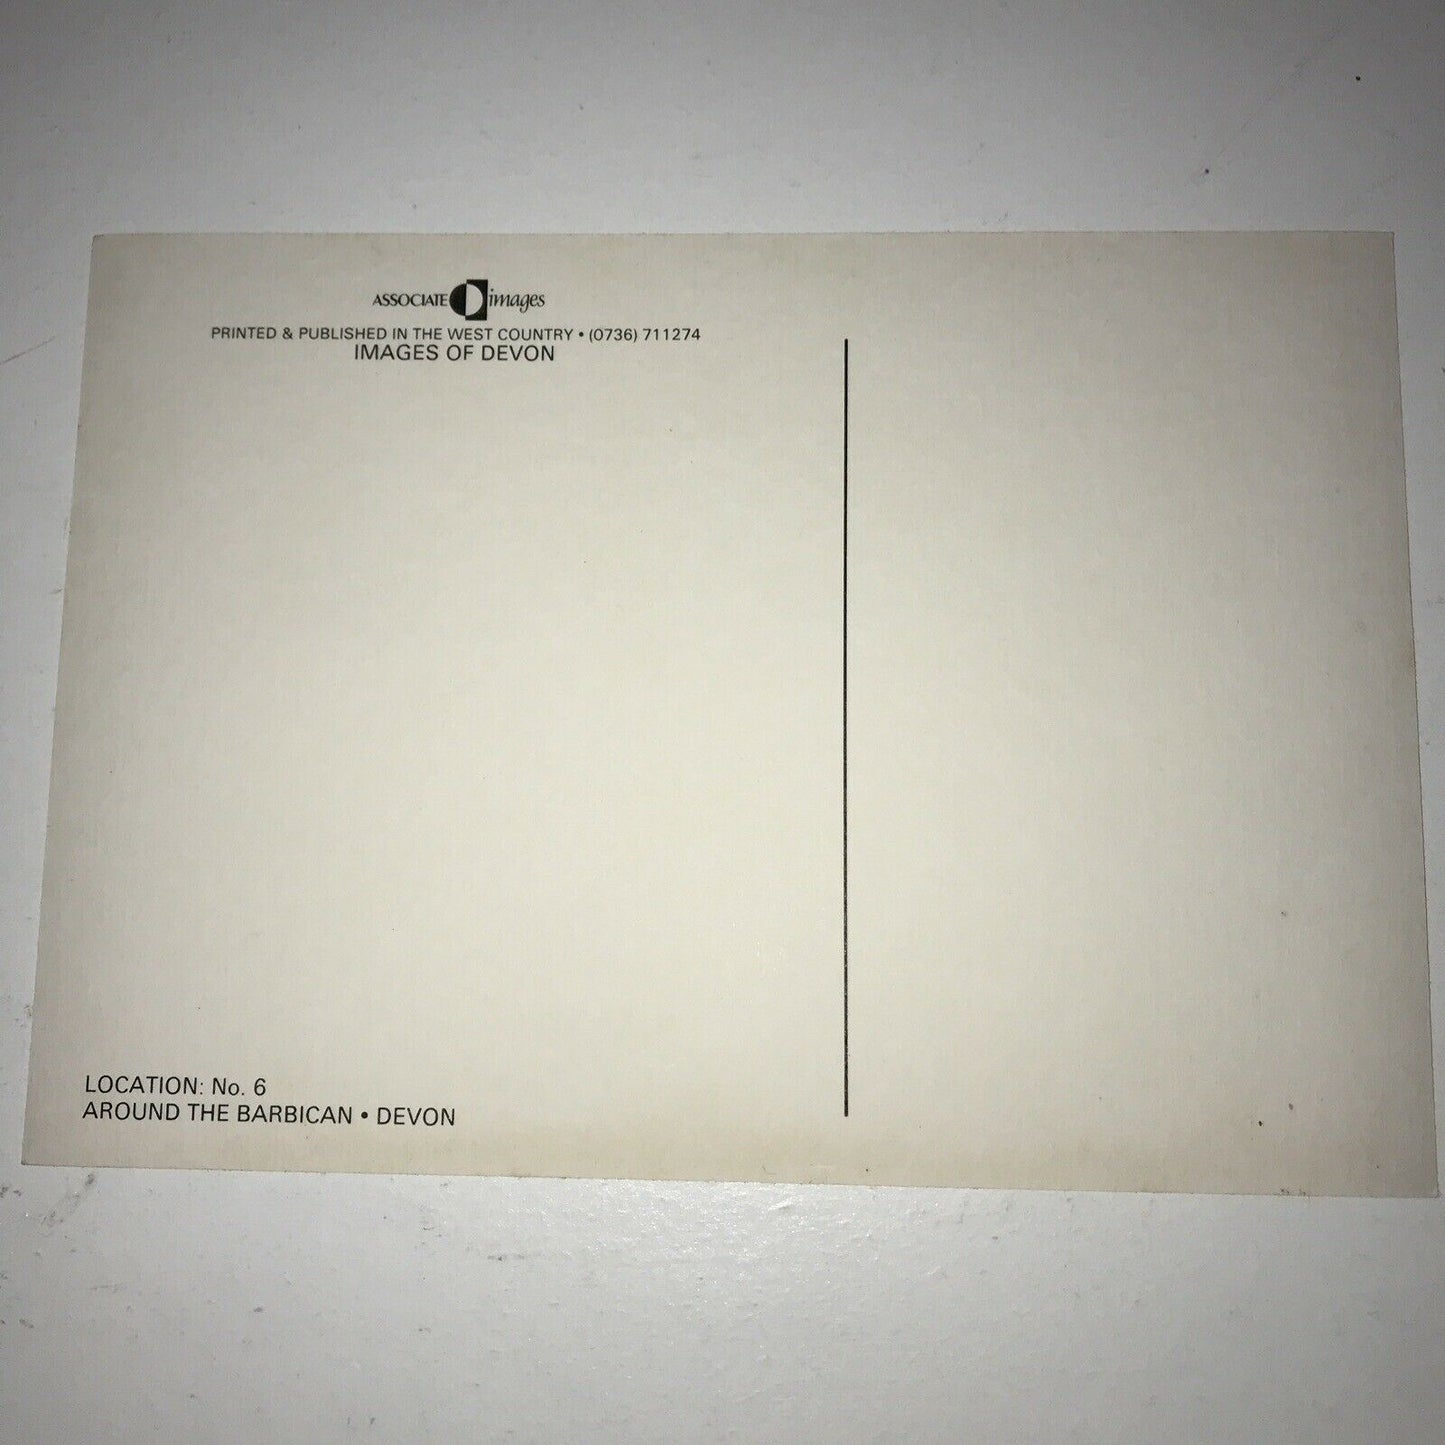 ASSOCIATE images
PRINTED & PUBLISHED IN THE WEST COUNTRY • (0736) 711274
IMAGES OF DEVON
LOCATION: No. 6
AROUND THE BARBICAN • DEVON